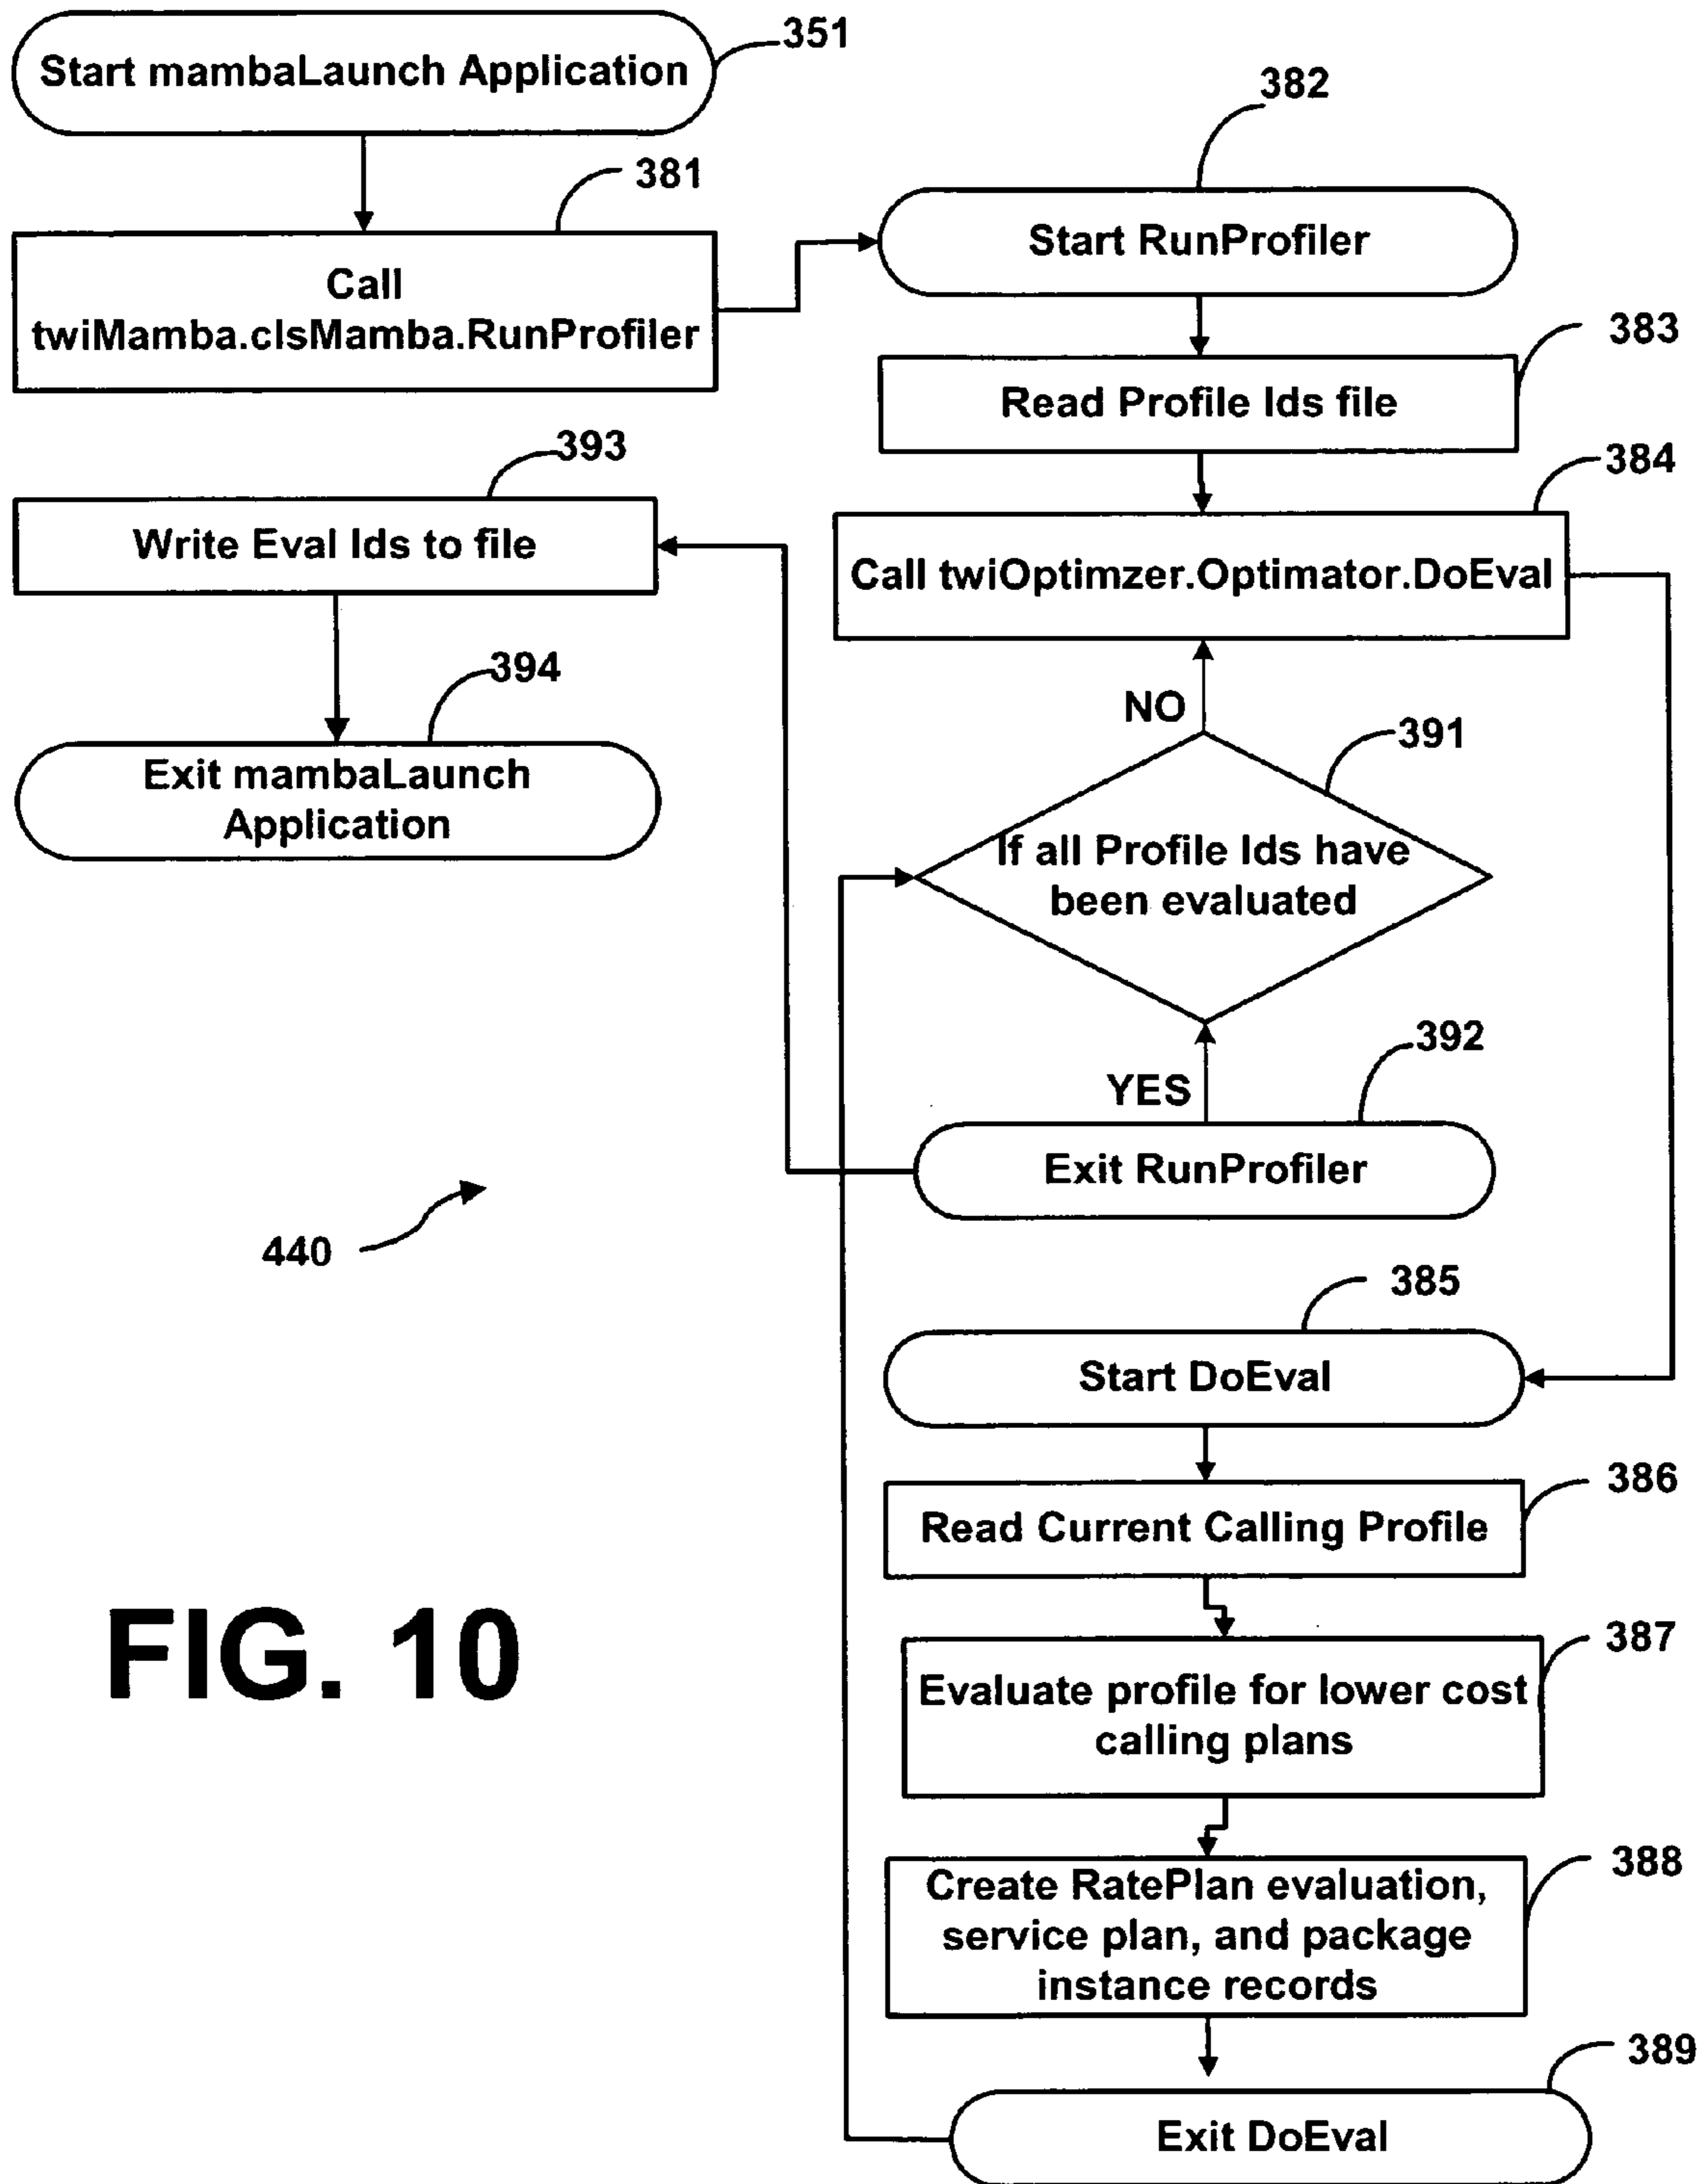 Start mambaLaunch Application
351
381
Call
twiMamba.clsMamba.RunProfiler
382
Start RunProfiler
383
Read Profile Ids file
384
Call twiOptimzer.Optimator.DoEval
393
Write Eval Ids to file
394
Exit mambaLaunch
Application
NO
391
If all Profile Ids have
been evaluated
392
YES
Exit RunProfiler
440
385
Start DoEval
386
Read Current Calling Profile
387
Evaluate profile for lower cost
calling plans
388
Create RatePlan evaluation,
service plan, and package
instance records
389
Exit DoEval
FIG. 10